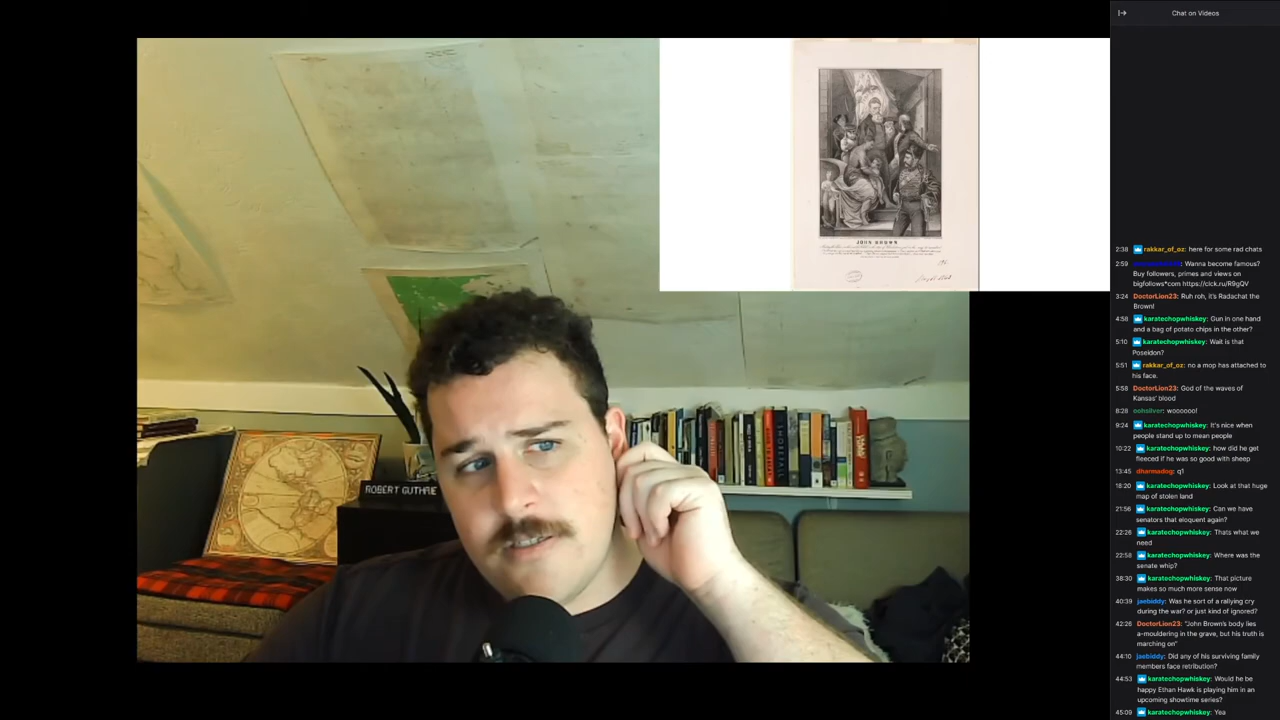 Chat on Videos
JOHN BROWN
2:38 rakkar_of_oz: here for some rad chats
2:59 Wanna become famous?
Buy followers, primes and views on
bigfollows*com https://clck.ru/R9gQV
3:24 DoctorLion23: Ruh roh, it's Radachat the
Brown!
4:58 karatechopwhiskey: Gun in one hand
and a bag of potato chips in the other?
5:10 karatechopwhiskey: Wait is that
Poseidon?
5:51 rakkar_of_oz: no a mop has attached to
his face.
5:58 DoctorLion23: God of the waves of
Kansas' blood
8:28 oohsilver: woooooo!
9:24 karatechopwhiskey: It's nice when
people stand up to mean people
10:22 karatechopwhiskey: how did he get
fleeced if he was so good with sheep
13:45 dharmadog: q1
18:20 karatechopwhiskey: Look at that huge
map of stolen land
21:56 karatechopwhiskey: Can we have
senators that eloquent again?
22:26 karatechopwhiskey: Thats what we
need
22:58 karatechopwhiskey: Where was the
senate whip?
38:30 karatechopwhiskey: That picture
makes so much more sense now
40:39 jaebiddy: Was he sort of a rallying cry
during the war? or just kind of ignored?
42:26 DoctorLion23: "John Brown's body lies
a-mouldering in the grave, but his truth is
marching on"
44:10 jaebiddy: Did any of his surviving family
members face retribution?
44:53 karatechopwhiskey: Would he be
happy Ethan Hawk is playing him in an
upcoming showtime series?
45:09 karatechopwhiskey: Yea
ROBERT GUTHRIE
SMOKEFALL